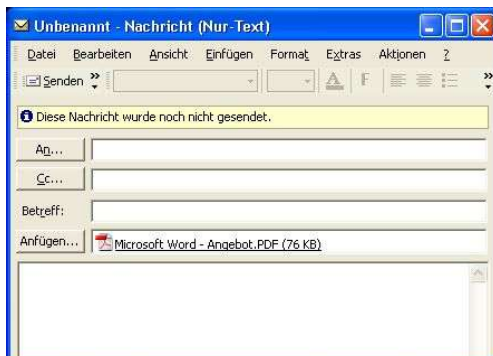 Unbenannt - Nachricht (Nur-Text)
Datei Bearbeiten Ansicht Einfügen Format Extras Aktionen ?
Senden » A F »
Diese Nachricht wurde noch nicht gesendet.
An...
Cc...
Betreff:
Anfügen... Microsoft Word - Angebot.PDF (76 KB)